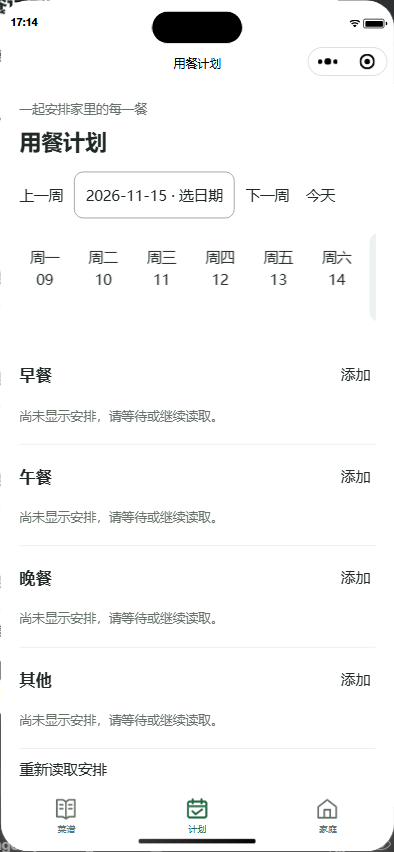 17:14
用餐计划
一起安排家里的每一餐
用餐计划
上一周 2026-11-15 · 选日期 下一周 今天
周一 周二 周三 周四 周五 周六
09 10 11 12 13 14
早餐 添加
尚未显示安排，请等待或继续读取。
午餐 添加
尚未显示安排，请等待或继续读取。
晚餐 添加
尚未显示安排，请等待或继续读取。
其他 添加
尚未显示安排，请等待或继续读取。
重新读取安排
菜谱 计划 家庭